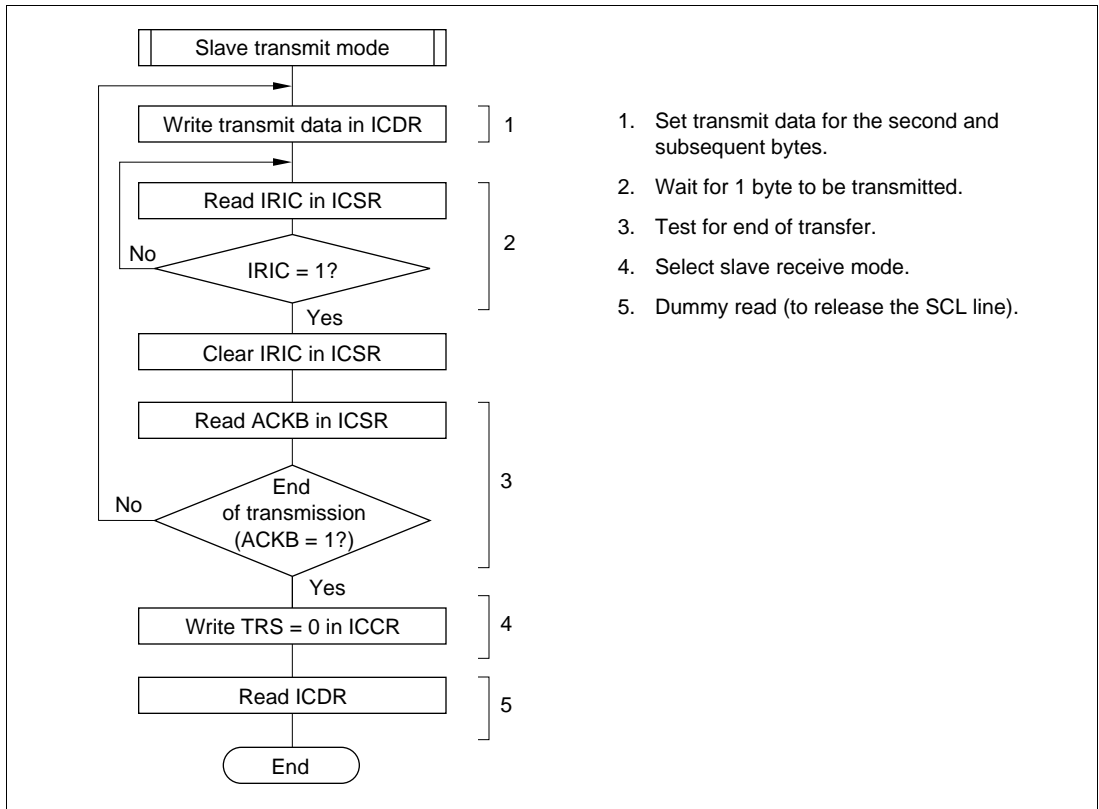 Slave transmit mode
Write transmit data in ICDR
1
Read IRIC in ICSR
No
IRIC = 1?
2
Yes
Clear IRIC in ICSR
Read ACKB in ICSR
No
End
of transmission
(ACKB = 1?)
3
Yes
Write TRS = 0 in ICCR
4
Read ICDR
5
End
1. Set transmit data for the second and
subsequent bytes.
2. Wait for 1 byte to be transmitted.
3. Test for end of transfer.
4. Select slave receive mode.
5. Dummy read (to release the SCL line).